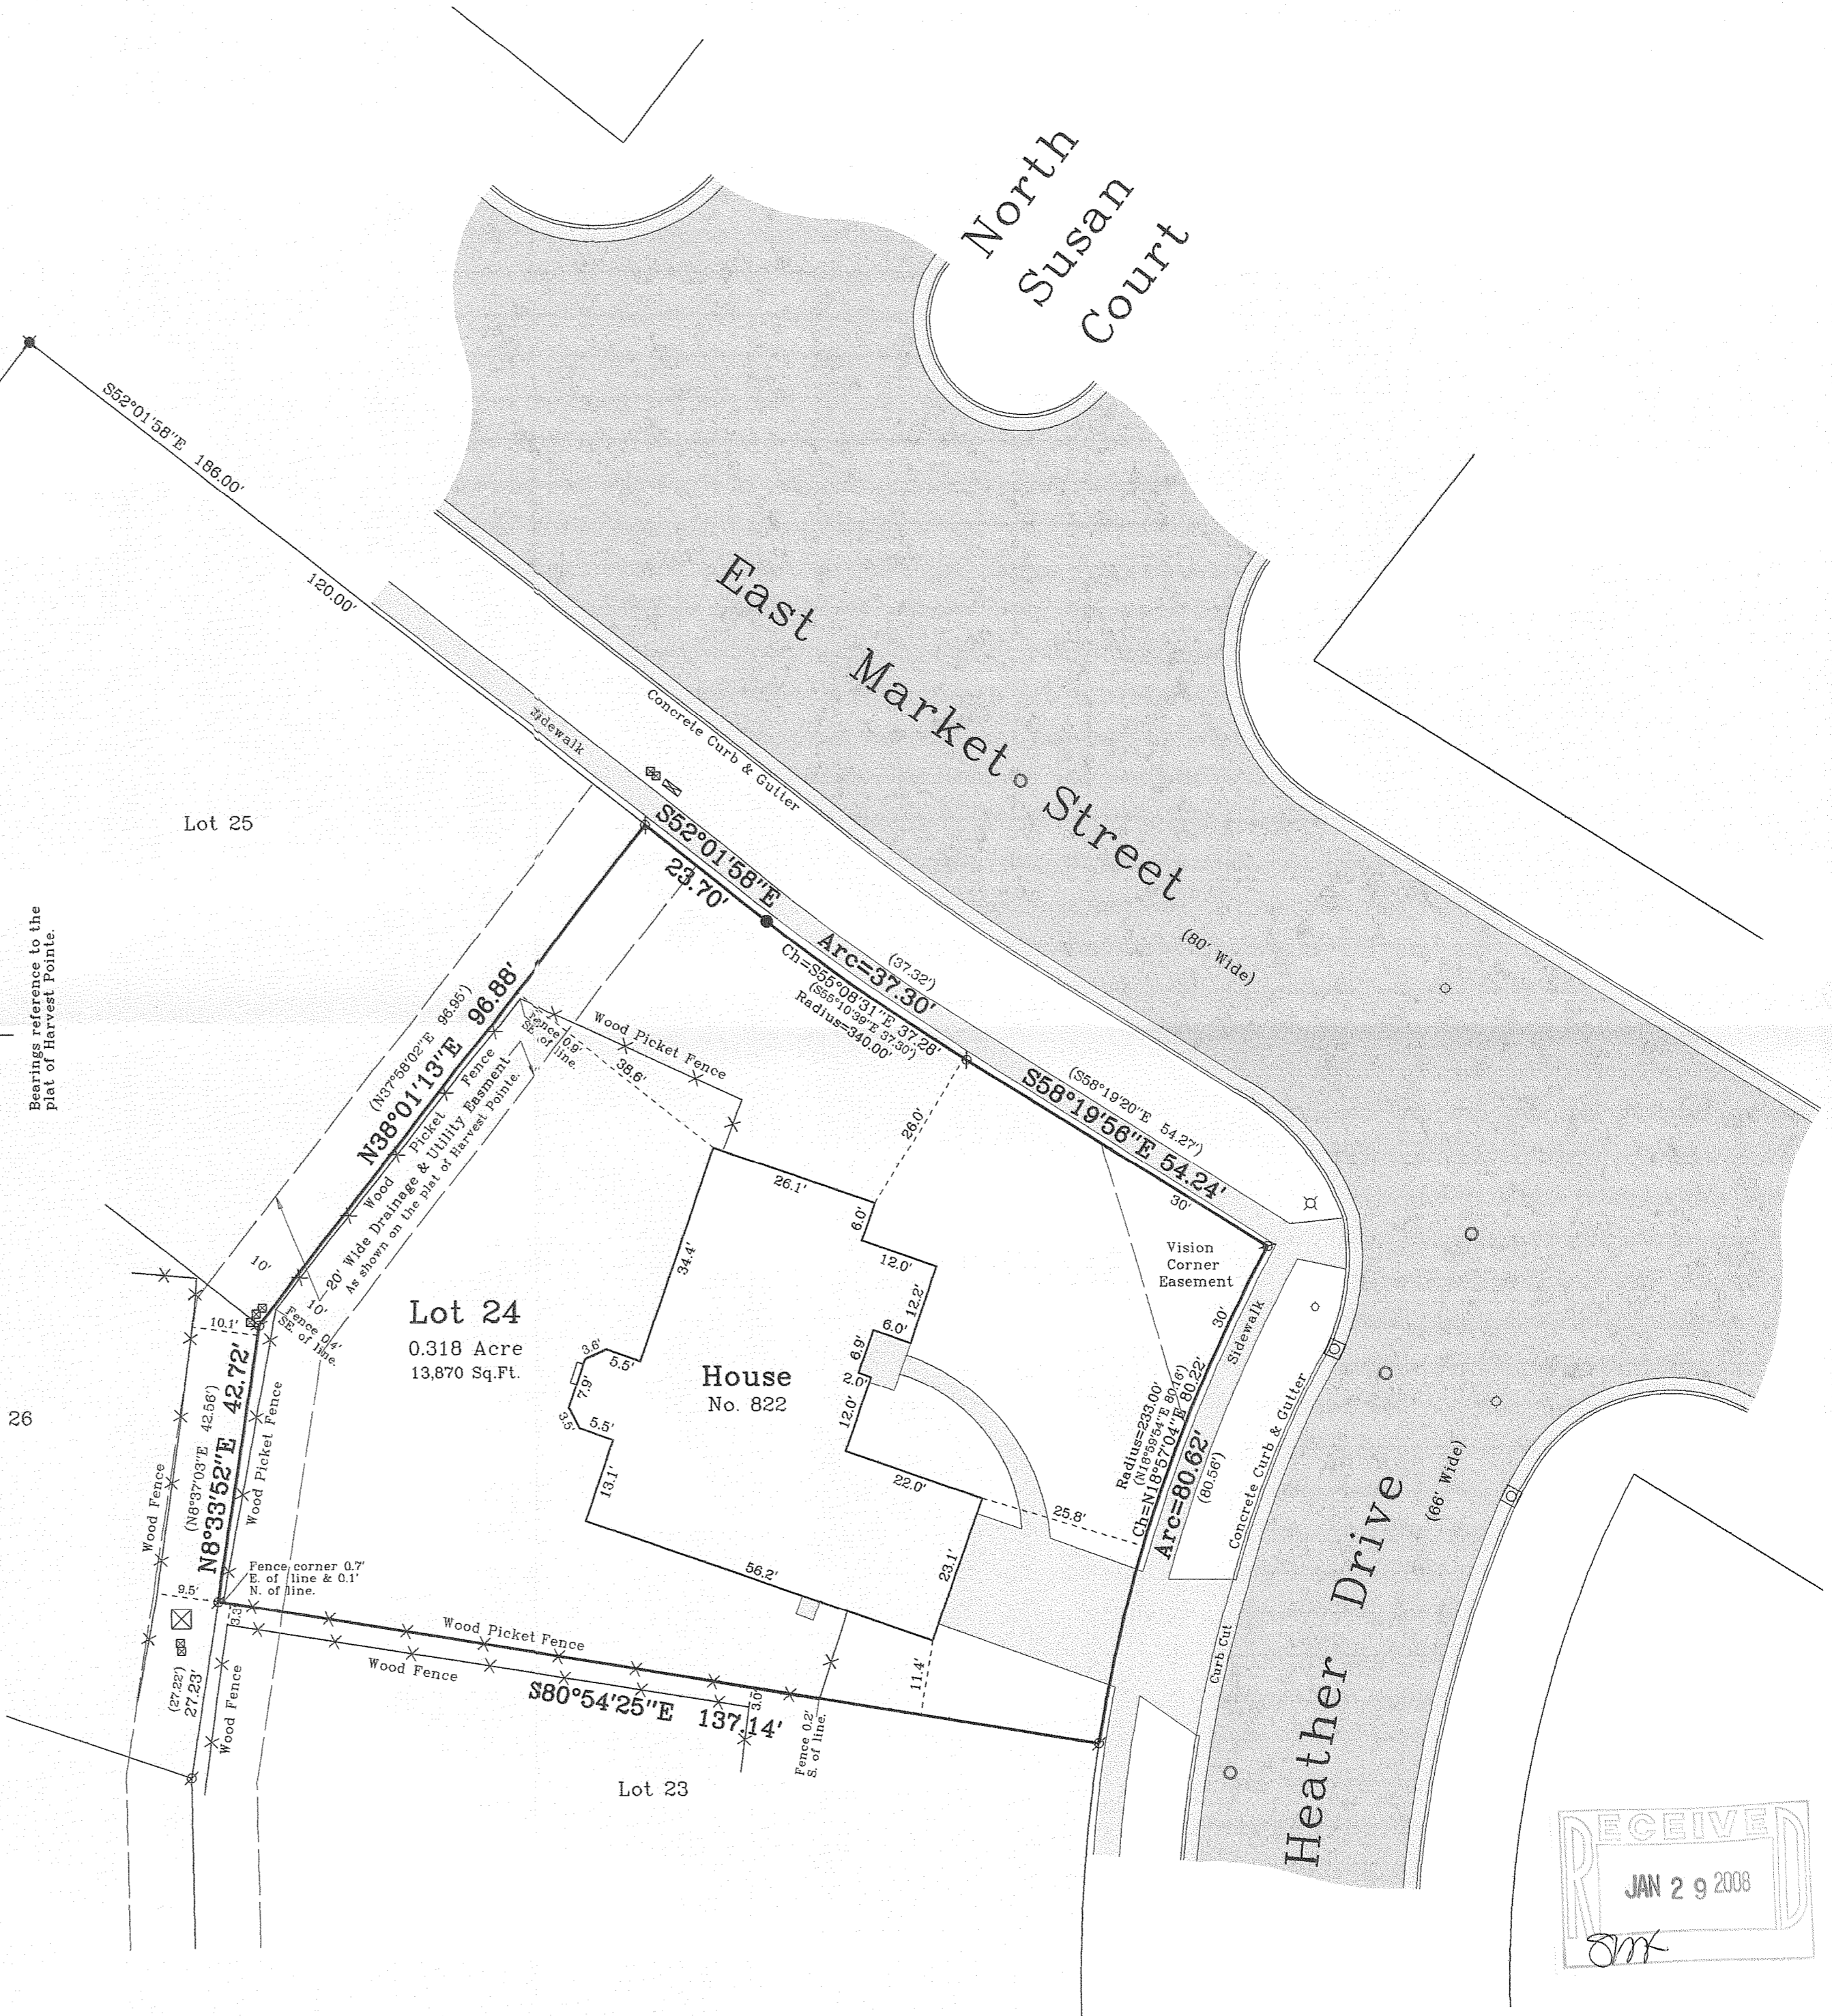 North
Susan
Court
S52°01'58"E 186.00'
120.00'
East Market Street
(80' Wide)
Sidewalk
Concrete Curb & Gutter
Lot 25
S52°01'58"E
23.70'
Arc=37.30'
(37.32')
Ch=S55°08'31"E 37.28'
(S55°10'39"E 37.30')
Radius=340.00'
(S58°19'20"E 54.27')
S58°19'56"E 54.24'
30'
Bearings reference to the
plat of Harvest Pointe.
(N37°58'02"E 96.95')
N38°01'13"E 96.88'
Wood Picket Fence
20' Wide Drainage & Utility Easment
As shown on the plat of Harvest Pointe.
Fence 0.9'
SE. of line.
Wood Picket Fence
38.6'
26.0'
10'
10'
Fence 0.4'
SE. of line.
10.1'
Lot 24
0.318 Acre
13,870 Sq.Ft.
House
No. 822
26.1'
6.0'
12.0'
12.2'
6.0'
6.9'
2.0'
12.0'
22.0'
25.8'
23.1'
56.2'
13.1'
5.5'
3.5'
7.9'
3.6'
5.5'
34.4'
11.4'
Vision
Corner
Easement
30'
Sidewalk
Radius=233.00'
(N18°59'54"E 80.16')
Ch=N18°57'04"E 80.22'
Arc=80.62'
(80.56')
Concrete Curb & Gutter
Curb Cut
Heather Drive
(66' Wide)
26
Wood Fence
(N8°37'03"E 42.56')
N8°33'52"E 42.72'
Wood Picket Fence
Fence corner 0.7'
E. of line & 0.1'
N. of line.
9.5'
3.3'
(27.22')
27.23'
Wood Fence
Wood Picket Fence
Wood Fence
S80°54'25"E 137.14'
3.0'
Fence 0.2'
S. of line.
Lot 23
RECEIVED
JAN 29 2008